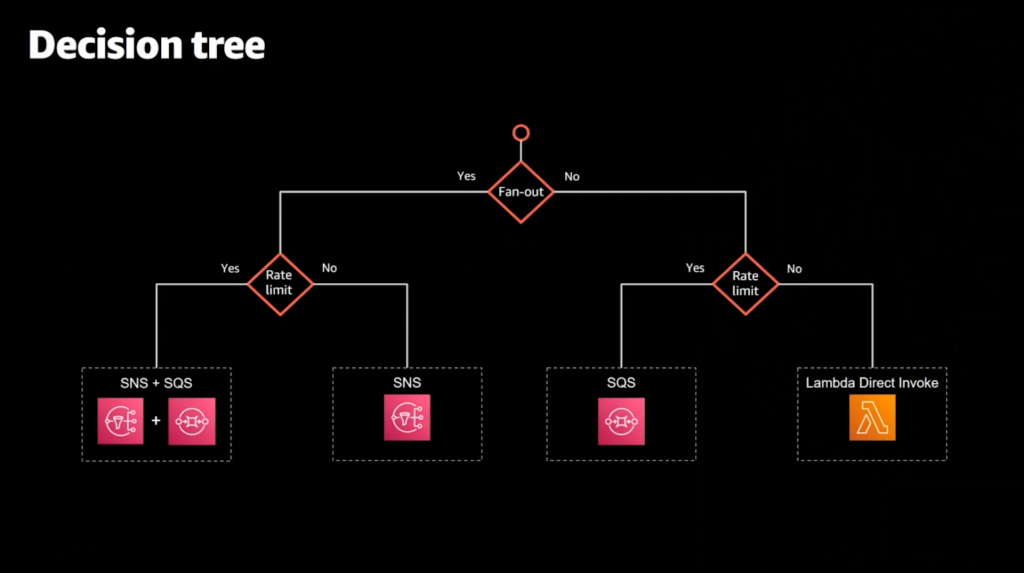 Decision tree
Yes
No
Fan-out
Yes
Rate
limit
No
Yes
Rate
limit
No
SNS + SQS
+
SNS
SQS
Lambda Direct Invoke